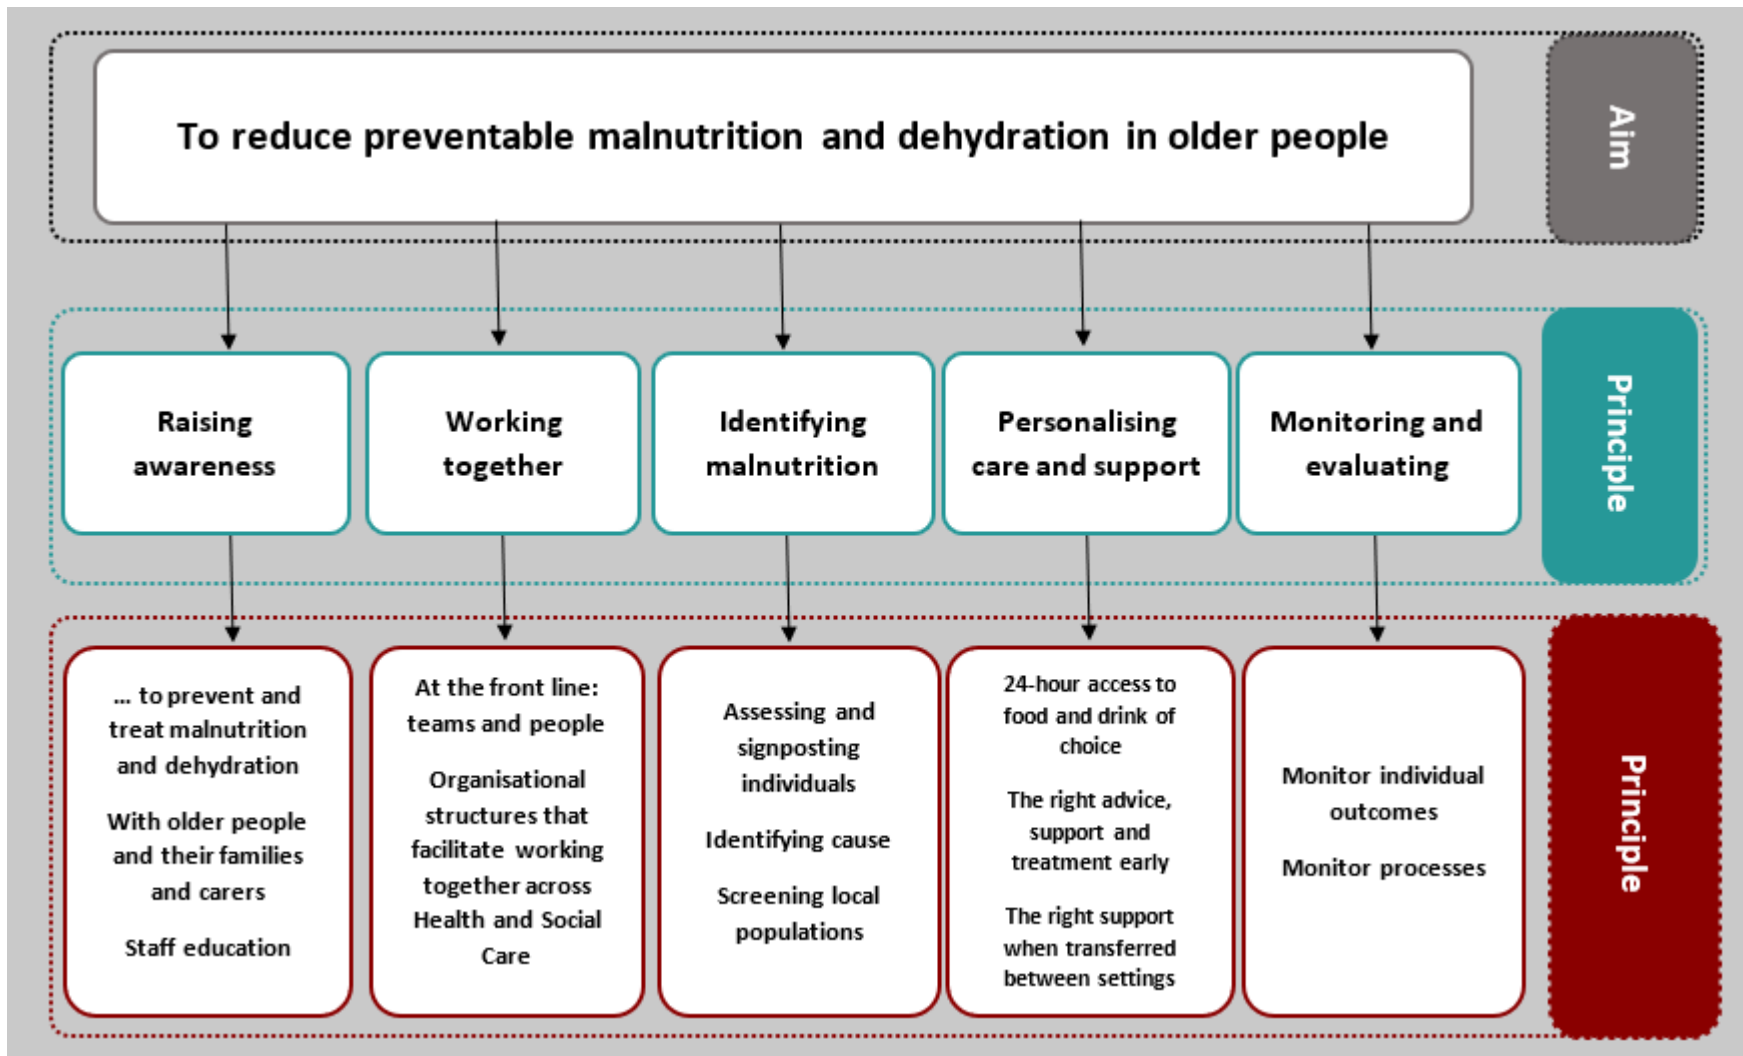 To reduce preventable malnutrition and dehydration in older people
Aim
Raising
awareness
Working
together
Identifying
malnutrition
Personalising
care and support
Monitoring and
evaluating
Principle
... to prevent and
treat malnutrition
and dehydration
With older people
and their families
and carers
Staff education
At the front line:
teams and people
Organisational
structures that
facilitate working
together across
Health and Social
Care
Assessing and
signposting
individuals
Identifying cause
Screening local
populations
24-hour access to
food and drink of
choice
The right advice,
support and
treatment early
The right support
when transferred
between settings
Monitor individual
outcomes
Monitor processes
Principle